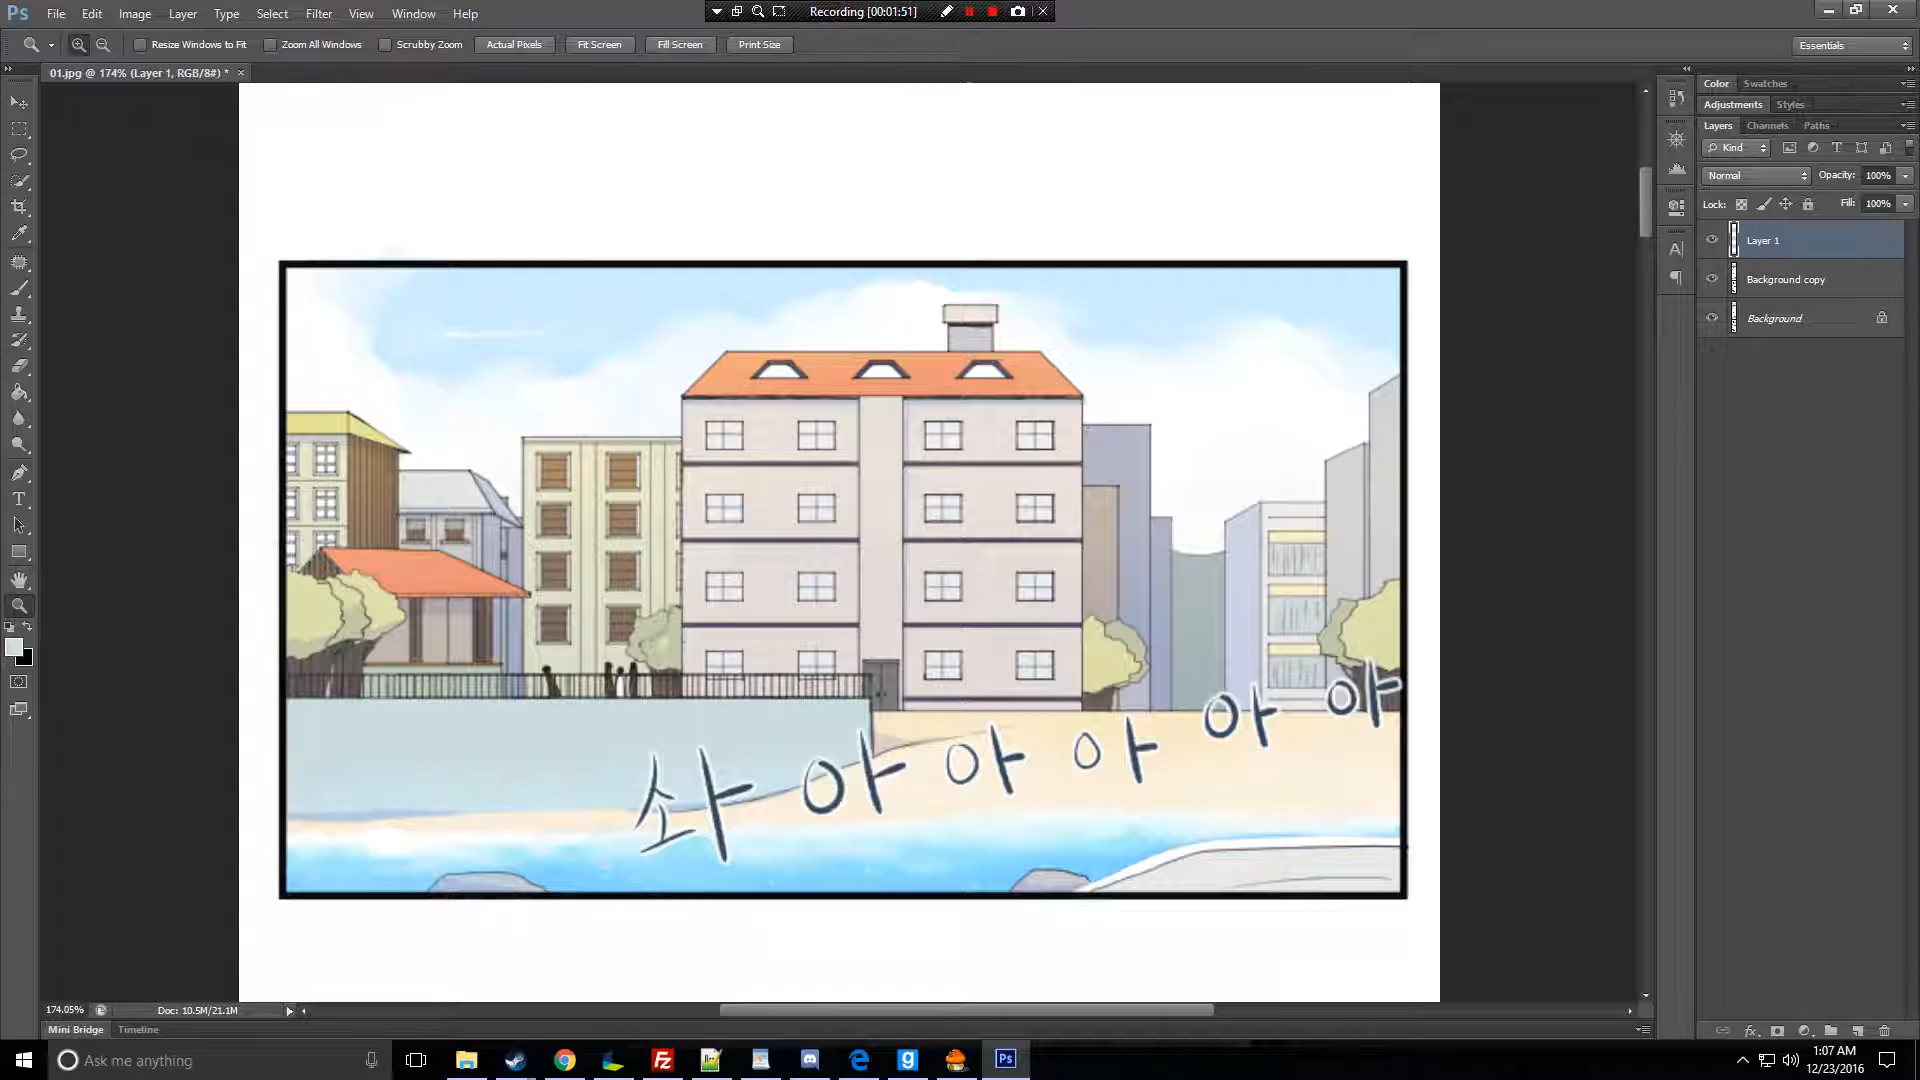 Ps File Edit Image Layer Type Select Filter View Window Help
Recording [00:01:51]
Resize Windows to Fit Zoom All Windows Scrubby Zoom Actual Pixels Fit Screen Fill Screen Print Size
Essentials
01.jpg @ 174% (Layer 1, RGB/8#) *
Color Swatches
Adjustments Styles
Layers Channels Paths
Kind
Normal Opacity: 100%
Lock: Fill: 100%
Layer 1
Background copy
Background
솨아아아아아
174.05% Doc: 10.5M/21.1M
Mini Bridge Timeline
Ask me anything
1:07 AM
12/23/2016